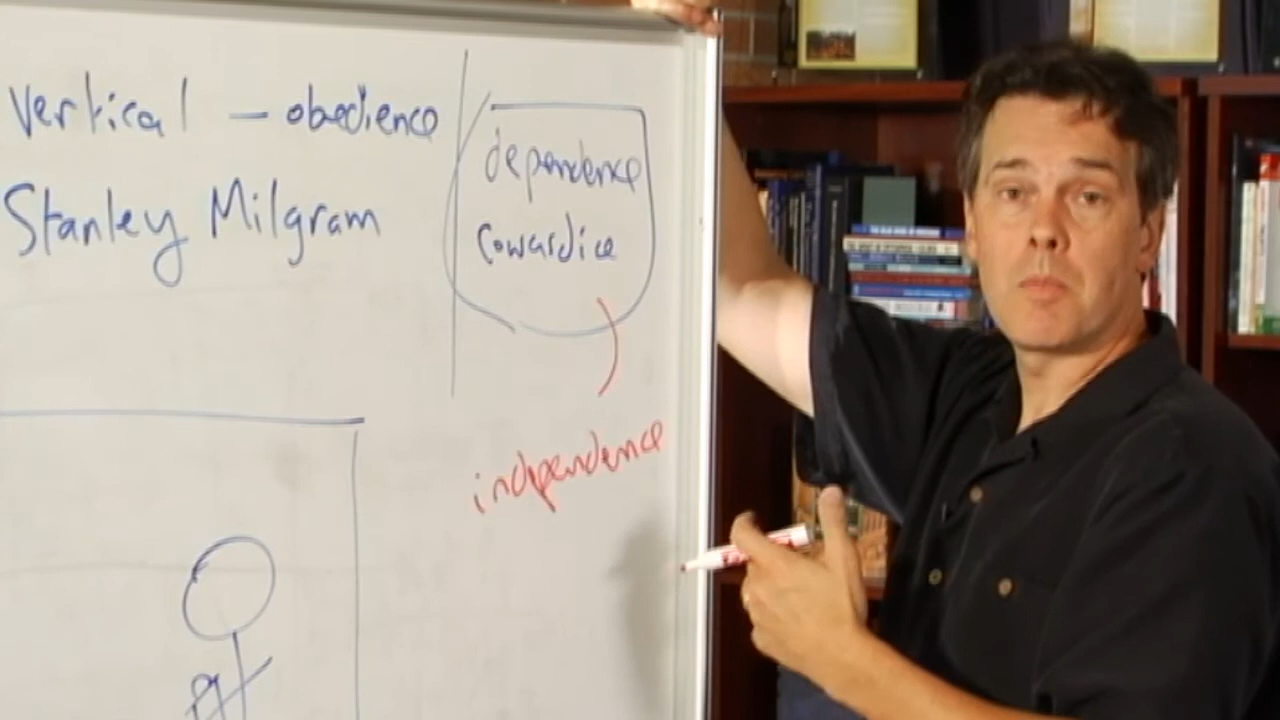 Vertical – obedience
Stanley Milgram
dependence
cowardice
independence